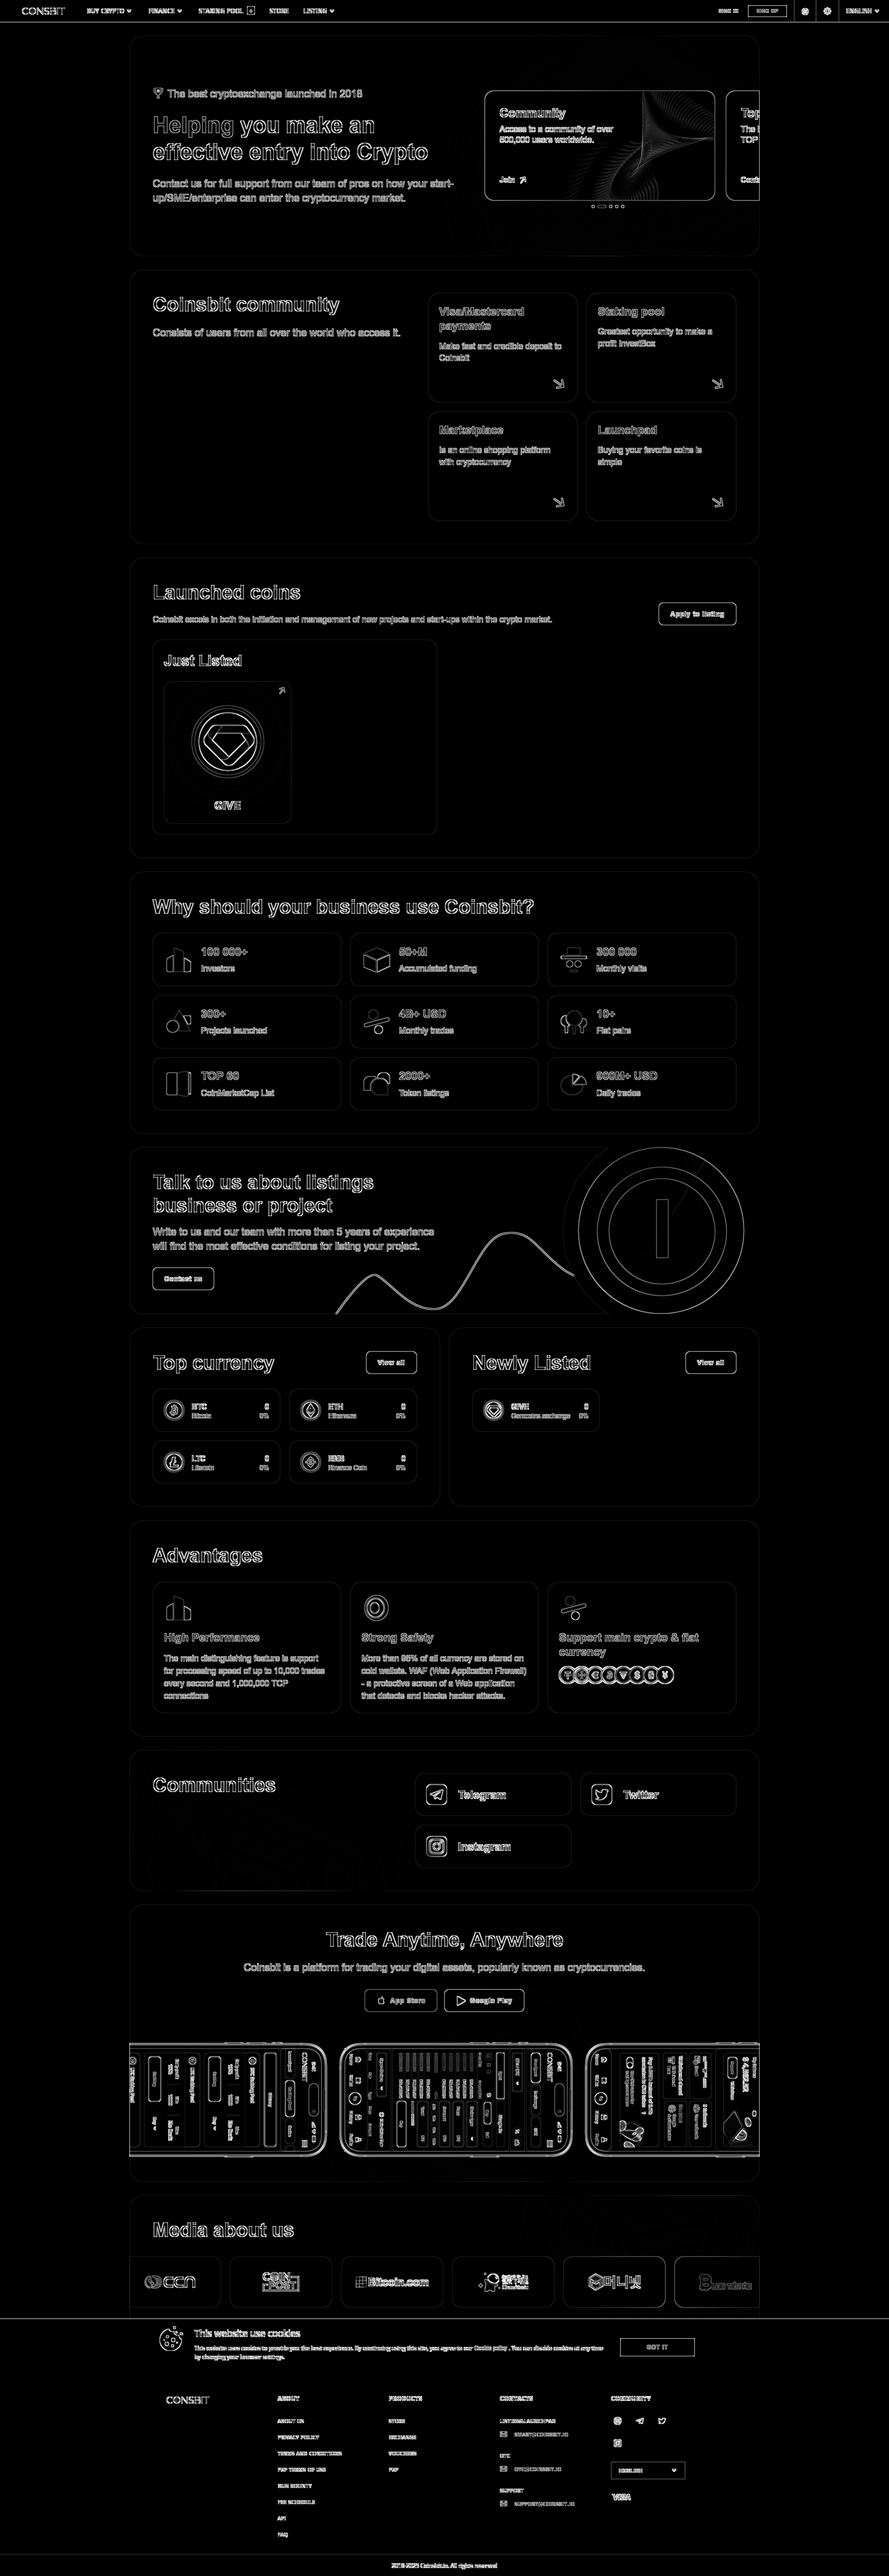 BUY CRYPTO
FINANCE
STAKING POOL
STORE
LISTING
SIGN IN
SIGN UP
ENGLISH
The best cryptoexchange launched in 2018
Helping you make an
effective entry into Crypto
Contact us for full support from our team of pros on how your start-
up/SME/enterprise can enter the cryptocurrency market.
Community
Access to a community of over
500,000 users worldwide.
Join
Coinsbit community
Consists of users from all over the world who access it.
Visa/Mastercard
payments
Make fast and credible deposit to
Coinsbit
Staking pool
Greatest opportunity to make a
profit InvestBox
Marketplace
Is an online shopping platform
with cryptocurrency
Launchpad
Buying your favorite coins is
simple
Launched coins
Coinsbit excels in both the initiation and management of new projects and start-ups within the crypto market.
Apply to listing
Just Listed
GIVE
Why should your business use Coinsbit?
100 000+
Investors
50+M
Accumulated funding
300 000
Monthly visits
300+
Projects launched
4B+ USD
Monthly trades
10+
Fiat pairs
TOP 60
CoinMarketCap List
2000+
Token listings
900M+ USD
Daily trades
Talk to us about listings
business or project
Write to us and our team with more than 5 years of experience
will find the most effective conditions for listing your project.
Contact us
Top currency
View all
BTC 0
Bitcoin 0%
ETH 0
Ethereum 0%
LTC 0
Litecoin 0%
BNB 0
Binance Coin 0%
Newly Listed
View all
GIVE 0
exchange 0%
Advantages
High Performance
The main distinguishing feature is support
for processing speed of up to 10,000 trades
every second and 1,000,000 TCP
connections
Strong Safety
More than 95% of all currency are stored on
cold wallets. WAF (Web Application Firewall)
- a protective screen of a Web application
that detects and blocks hacker attacks.
Support main crypto & fiat
currency
Communities
Telegram
Twitter
Instagram
Trade Anytime, Anywhere
Coinsbit is a platform for trading your digital assets, popularly known as cryptocurrencies.
App Store
Google Play
Media about us
CCN
COIN
POST
Bitcoin.com
This website use cookies
This website uses cookies to provide you the best experience. By continuing using this site, you agree to our Cookie policy. You can disable cookies at any time
by changing your browser settings.
GOT IT
ABOUT
ABOUT US
PRIVACY POLICY
TERMS AND CONDITIONS
P2P TERMS OF USE
BUG BOUNTY
FEE SCHEDULE
API
FAQ
PRODUCTS
STORE
EXCHANGE
VOUCHERS
P2P
CONTACTS
SMART@COINSBIT.IO
OTC
OTC@COINSBIT.IO
SUPPORT
SUPPORT@COINSBIT.IO
COMMUNITY
ENGLISH
VISA
2018-2025 Coinsbit.io. All rights reserved